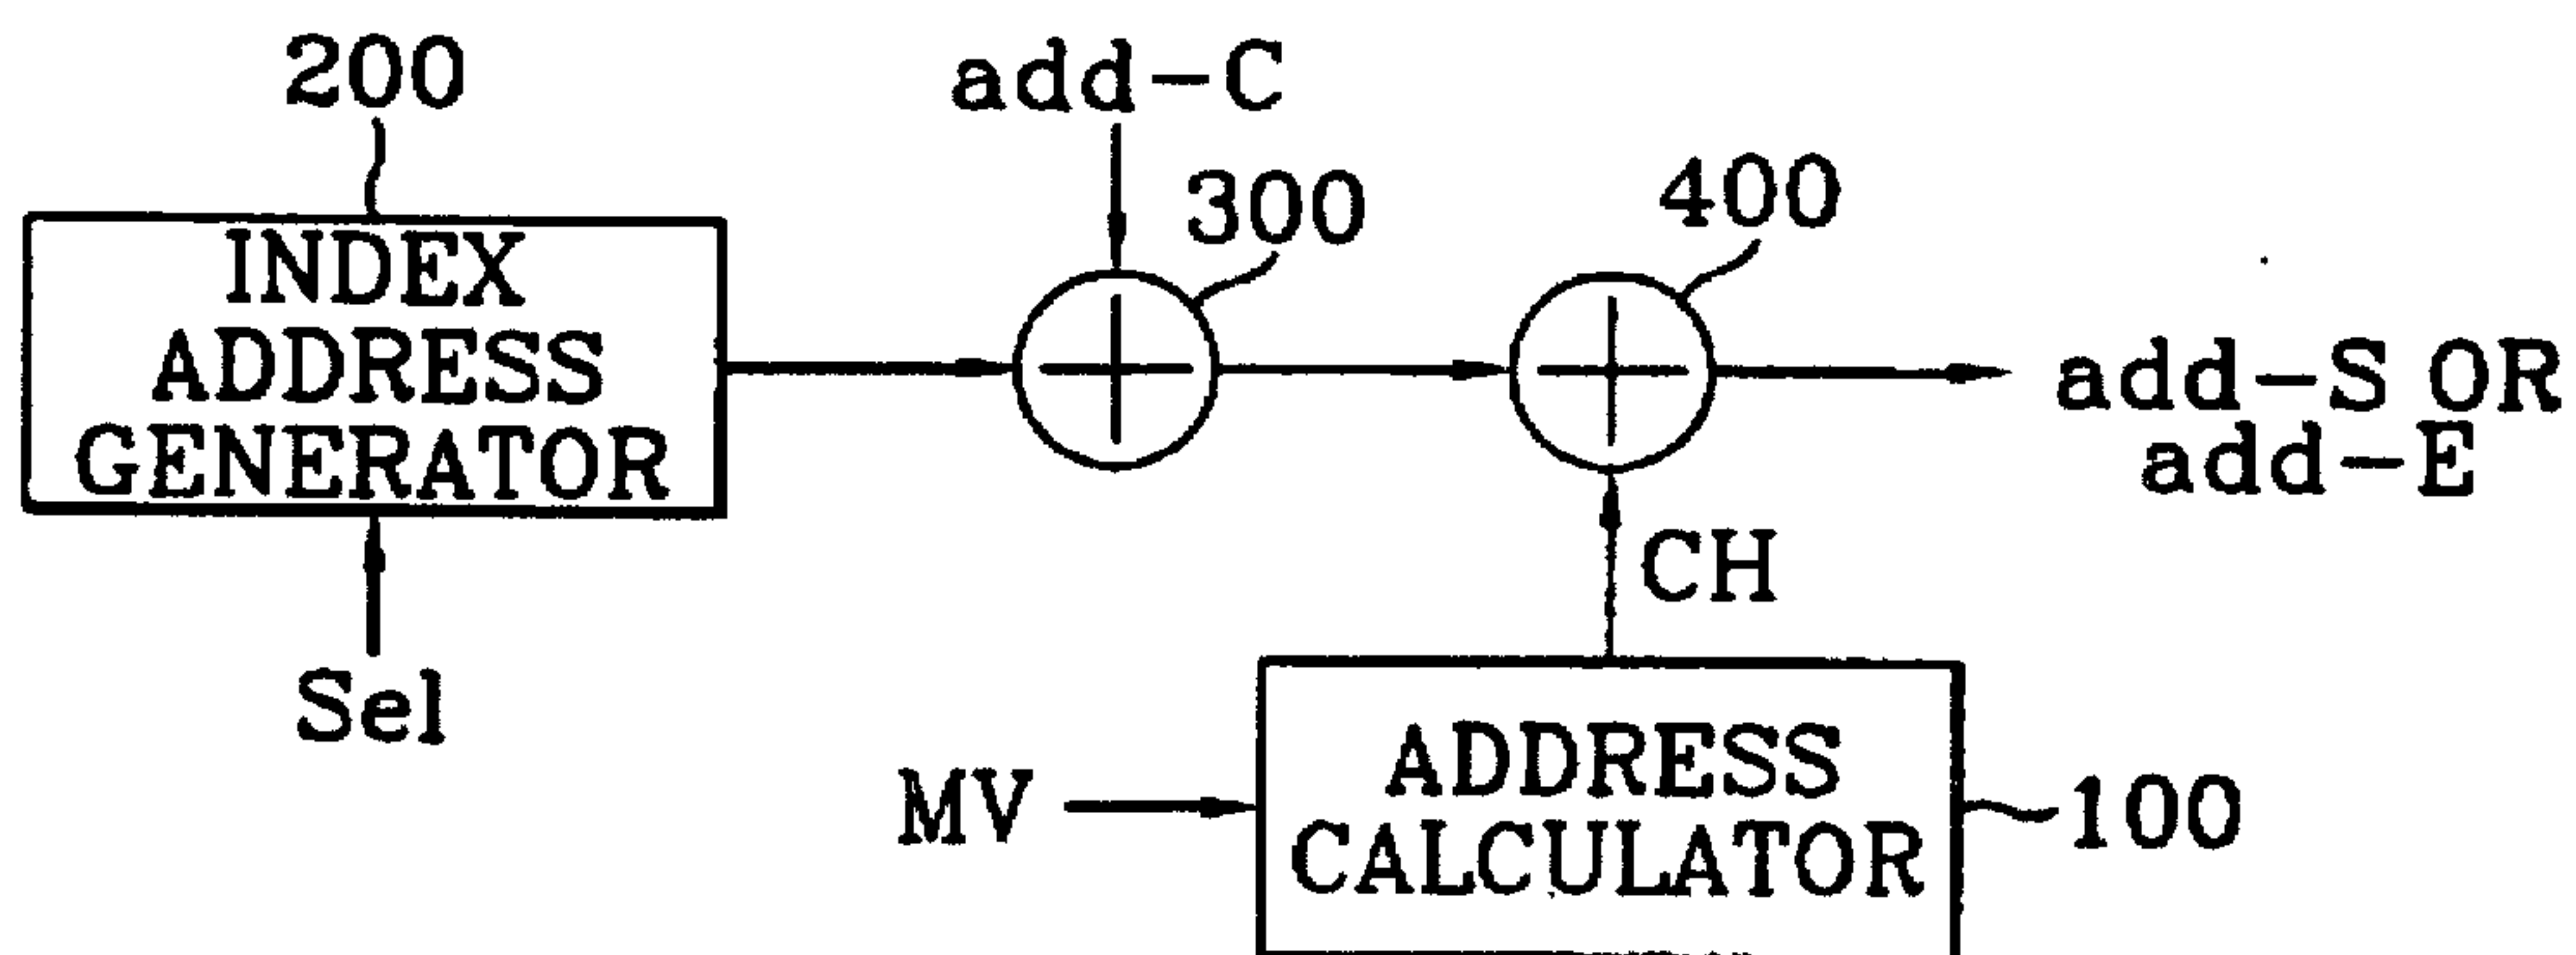 200
add-C
300
400
INDEX
ADDRESS
GENERATOR
add-S OR
add-E
CH
Sel
MV
ADDRESS
CALCULATOR
100